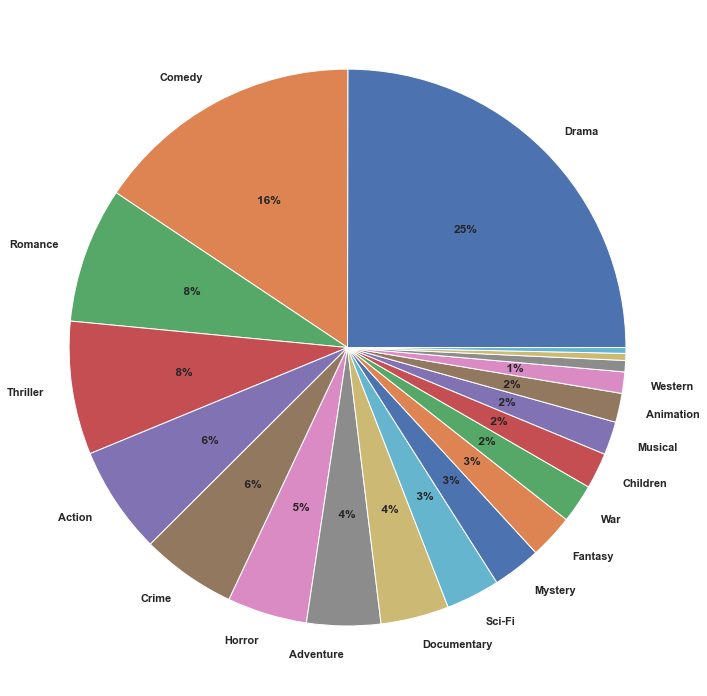 Comedy
Drama
16%
25%
Romance
8%
Thriller
8%
1%
Western
2%
Animation
2%
Musical
2%
Children
2%
War
3%
Fantasy
3%
Mystery
3%
Sci-Fi
4%
Documentary
4%
Adventure
5%
Horror
6%
Crime
6%
Action